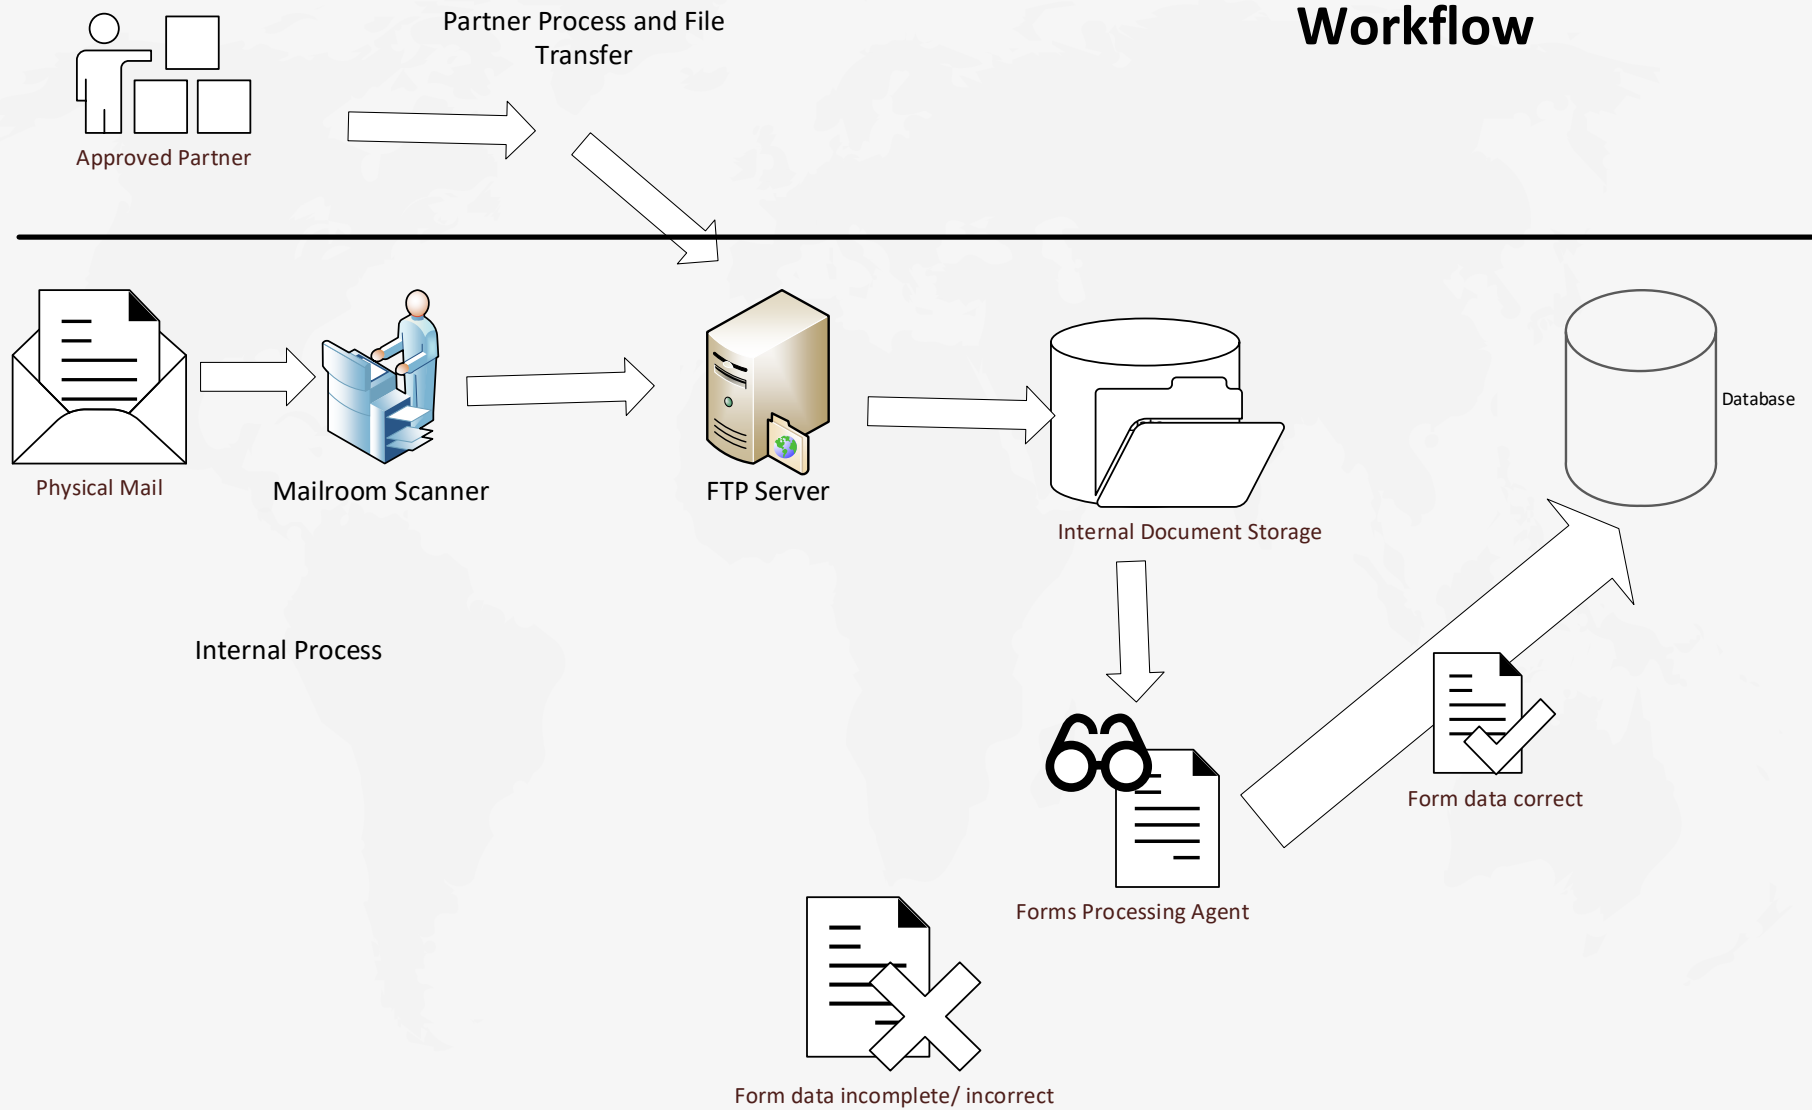 Workflow
Partner Process and File
Transfer
Approved Partner
Physical Mail
Mailroom Scanner
FTP Server
Internal Document Storage
Database
Internal Process
Form data correct
Forms Processing Agent
Form data incomplete/ incorrect